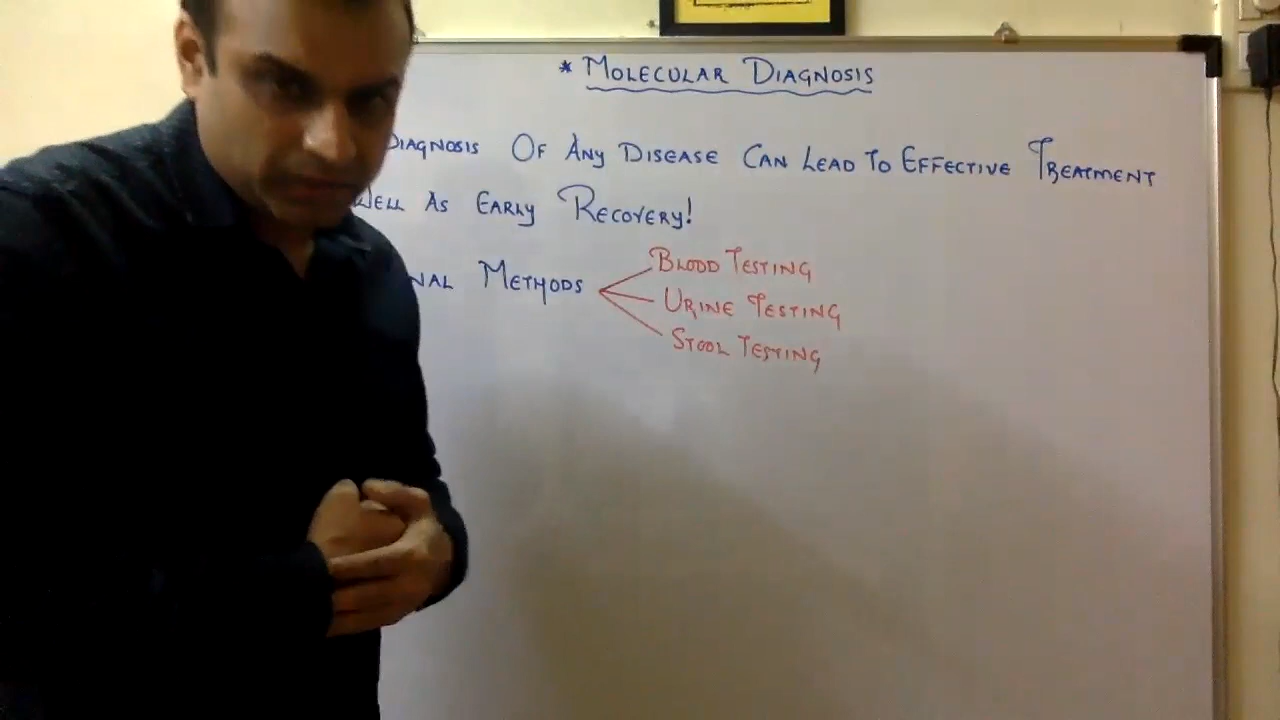 * MOLECULAR DIAGNOSIS
DIAGNOSIS OF ANY DISEASE CAN LEAD TO EFFECTIVE TREATMENT
WELL AS EARLY RECOVERY!
NAL METHODS
BLOOD TESTING
URINE TESTING
STOOL TESTING